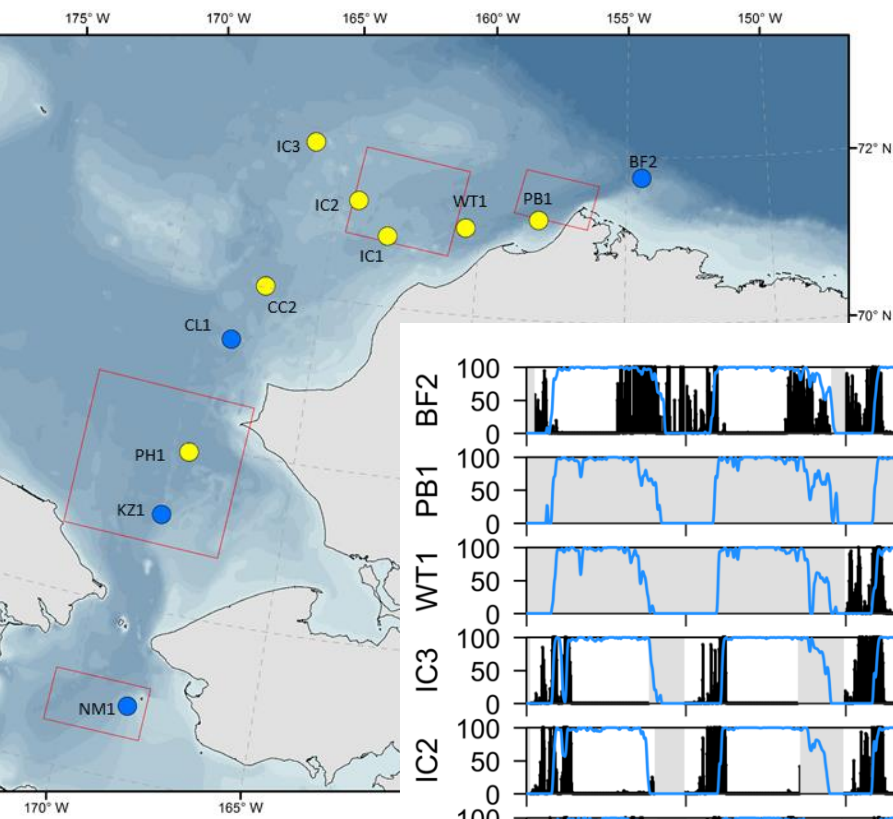 175° W 170° W 165° W 160° W 155° W 150° W
72° N
BF2
IC3
IC2
WT1
PB1
IC1
CC2
CL1
70° N
PH1
KZ1
NM1
170° W 165° W
BF2
100
50
0
PB1
100
50
0
WT1
100
50
0
IC3
100
50
0
IC2
100
50
0
100